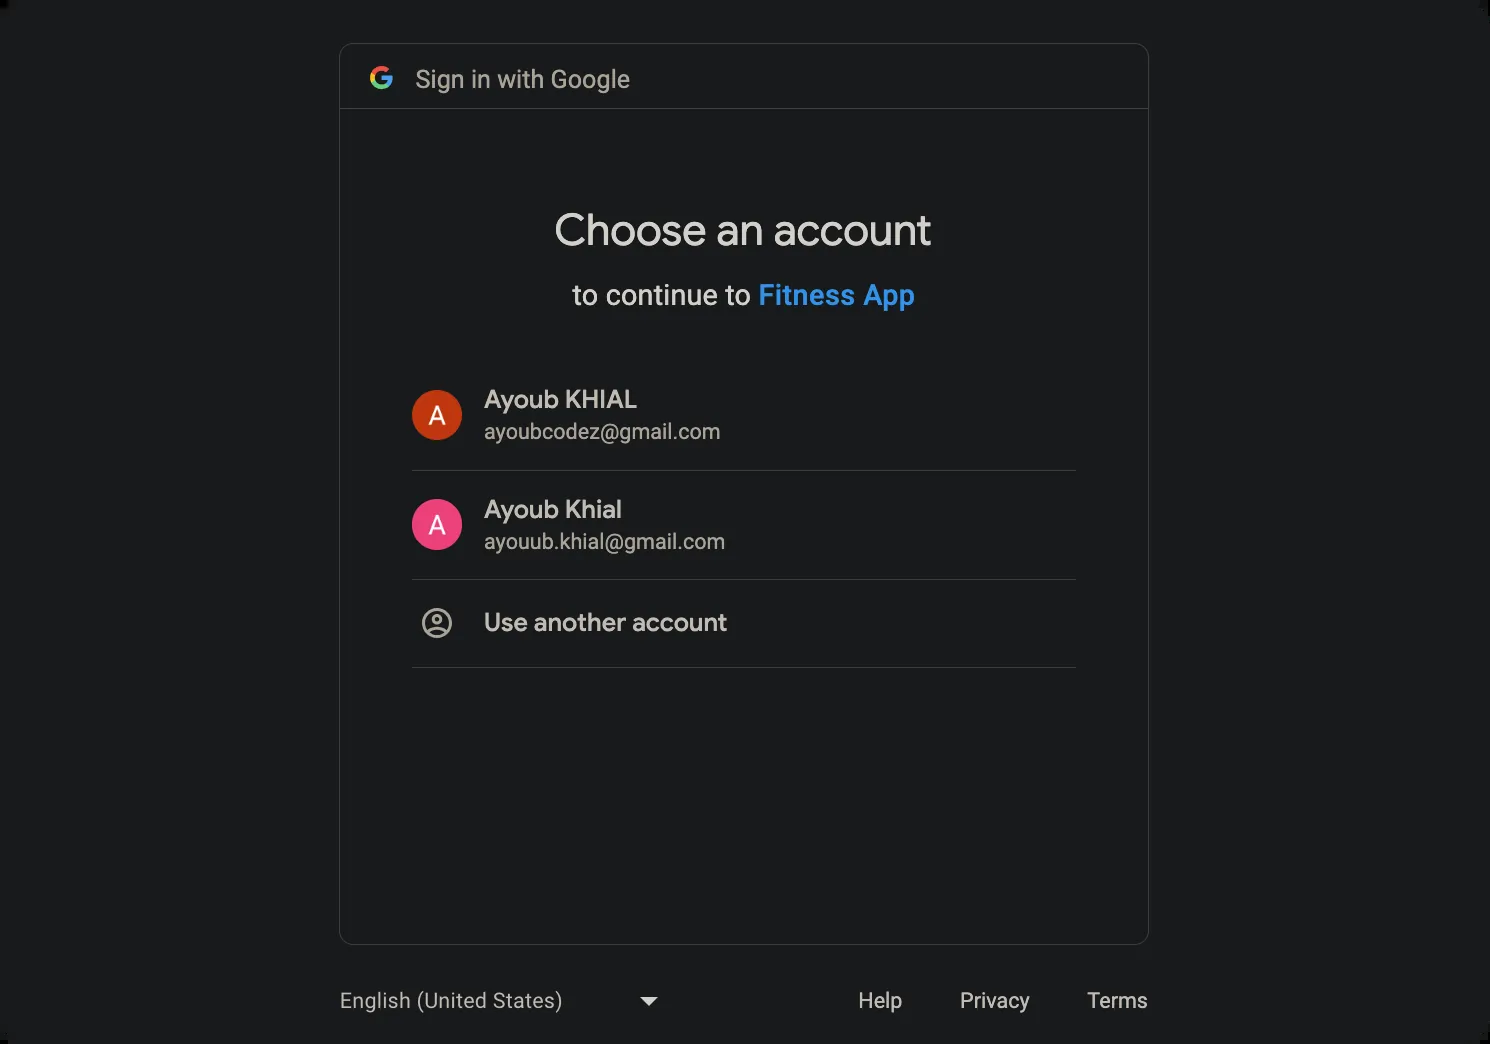 Sign in with Google
Choose an account
to continue to Fitness App
A
Ayoub KHIAL
ayoubcodez@gmail.com
A
Ayoub Khial
ayouub.khial@gmail.com
Use another account
English (United States)
Help
Privacy
Terms